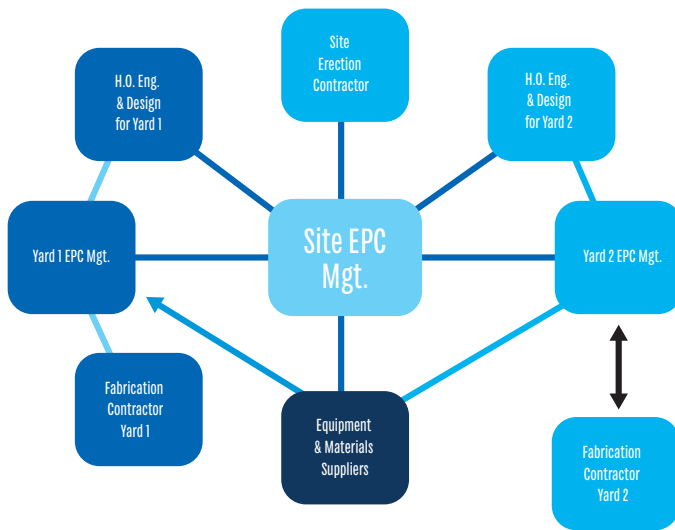 Site
Erection
Contractor
H.O. Eng.
& Design
for Yard 1
H.O. Eng.
& Design
for Yard 2
Yard 1 EPC Mgt.
Site EPC
Mgt.
Yard 2 EPC Mgt.
Fabrication
Contractor
Yard 1
Equipment
& Materials
Suppliers
Fabrication
Contractor
Yard 2